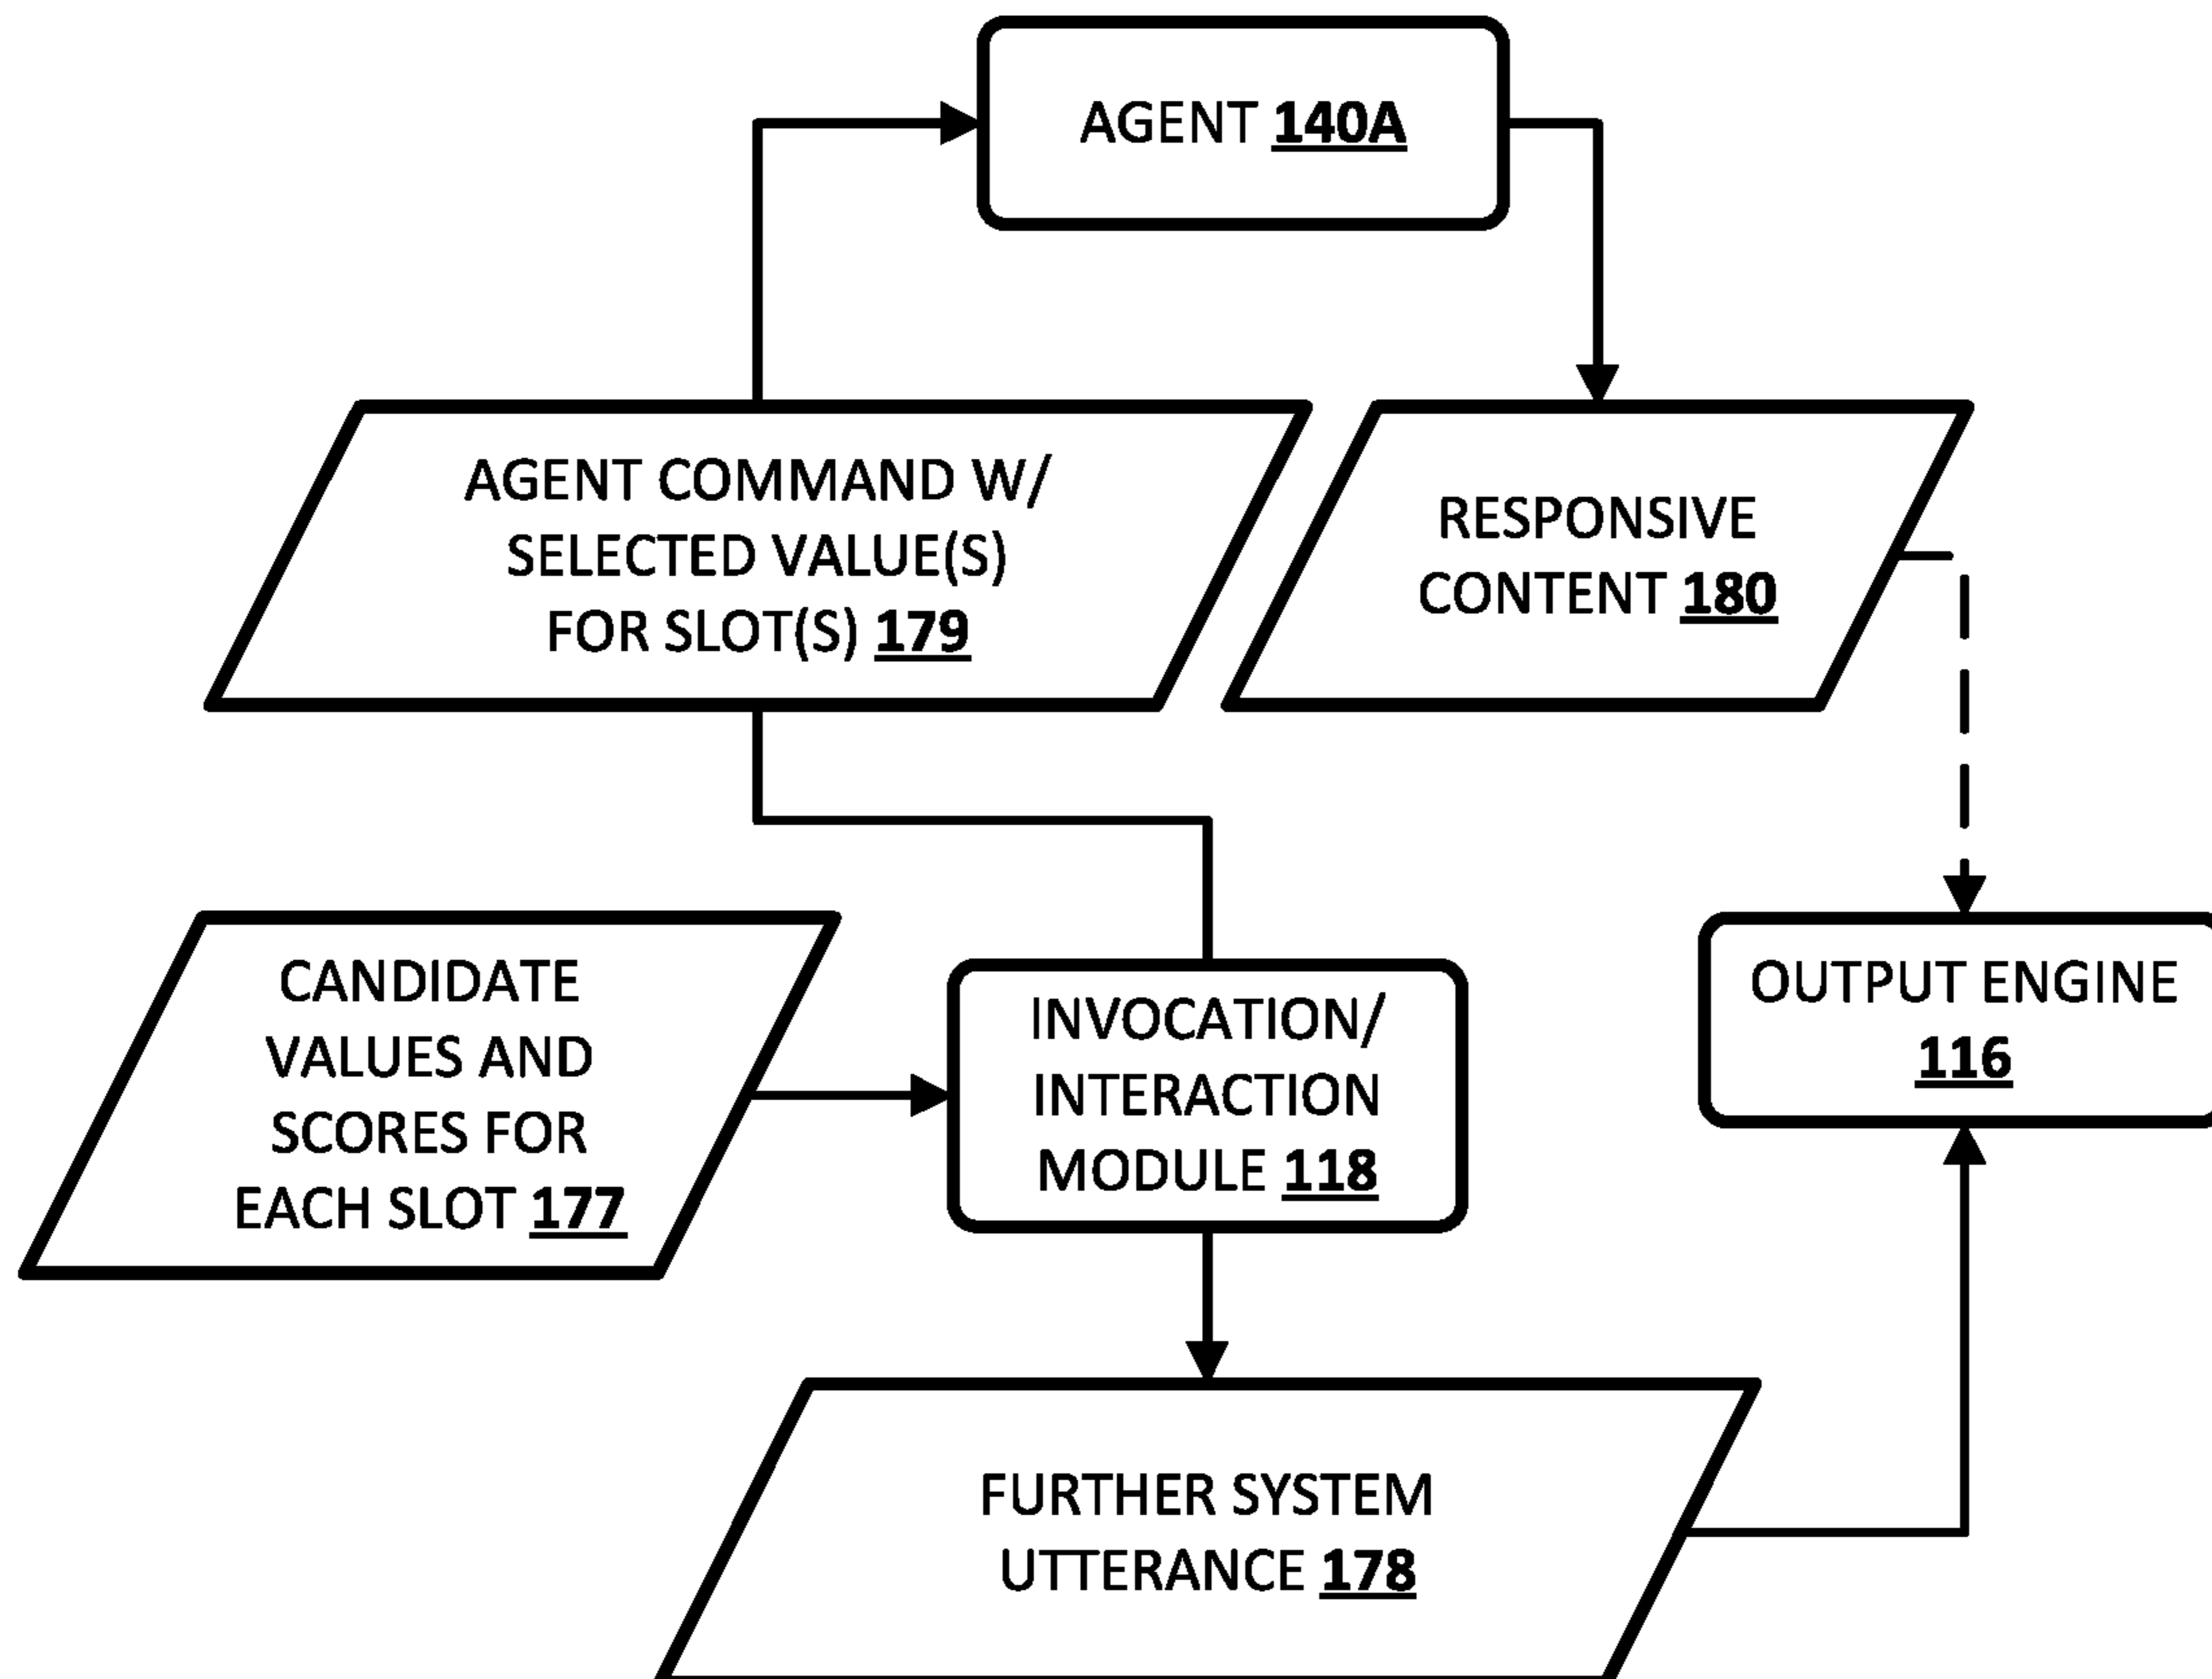 AGENT 140A
AGENT COMMAND W/
SELECTED VALUE(S)
FOR SLOT(S) 179
RESPONSIVE
CONTENT 180
CANDIDATE
VALUES AND
SCORES FOR
EACH SLOT 177
INVOCATION/
INTERACTION
MODULE 118
OUTPUT ENGINE
116
FURTHER SYSTEM
UTTERANCE 178